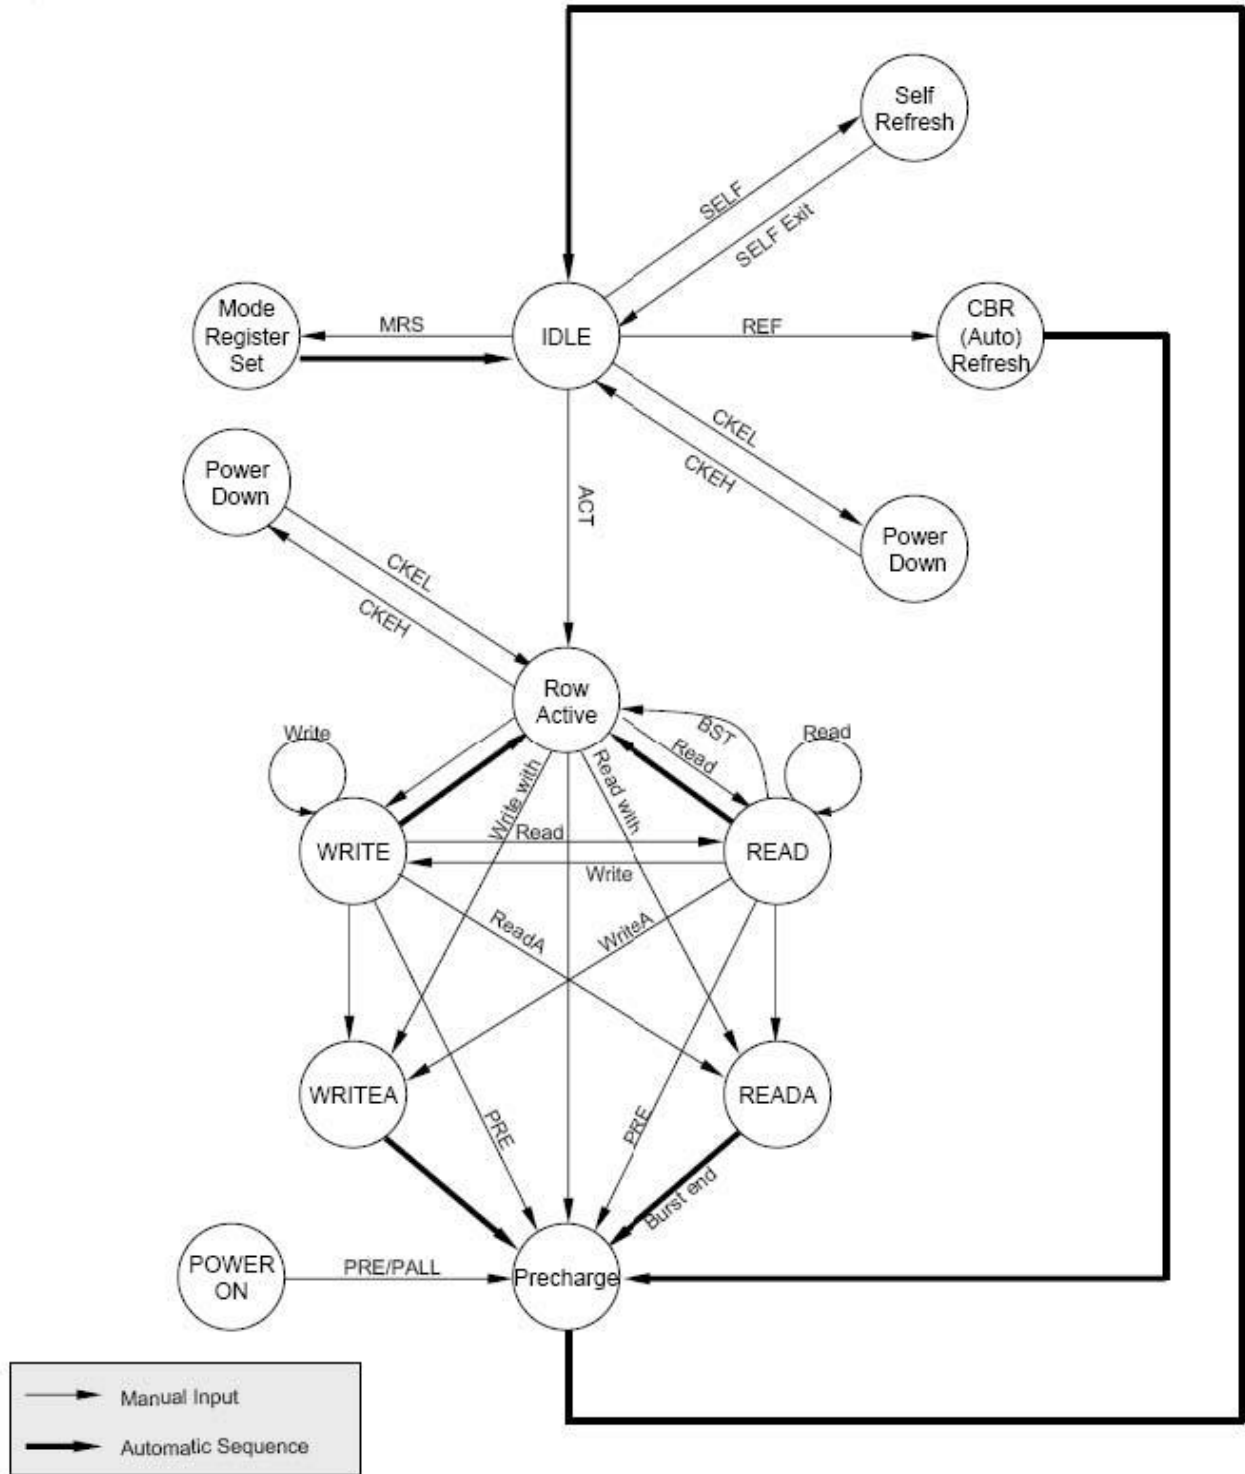 Self
Refresh
SELF
SELF Exit
Mode
Register
Set
MRS
IDLE
REF
CBR
(Auto)
Refresh
CKEL
CKEH
Power
Down
ACT
Power
Down
CKEL
CKEH
Row
Active
BST
Write
Read
Read
Write with
Read with
WRITE
Read
READ
Write
ReadA
WriteA
WRITEA
READA
PRE
PRE
Burst end
POWER
ON
PRE/PALL
Precharge
Manual Input
Automatic Sequence